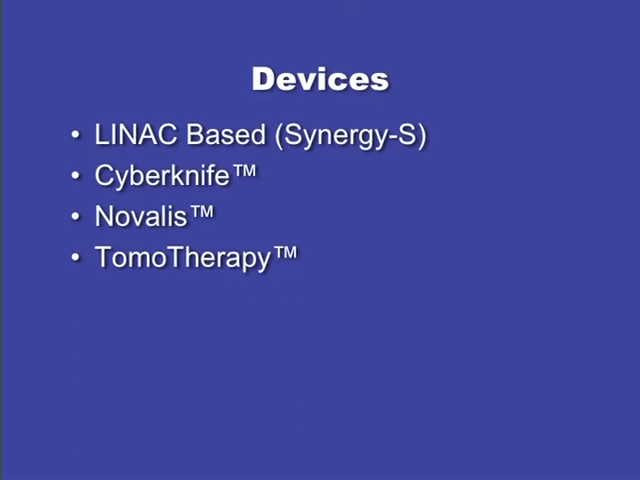 Devices
• LINAC Based (Synergy-S)
• Cyberknife™
• Novalis™
• TomoTherapy™